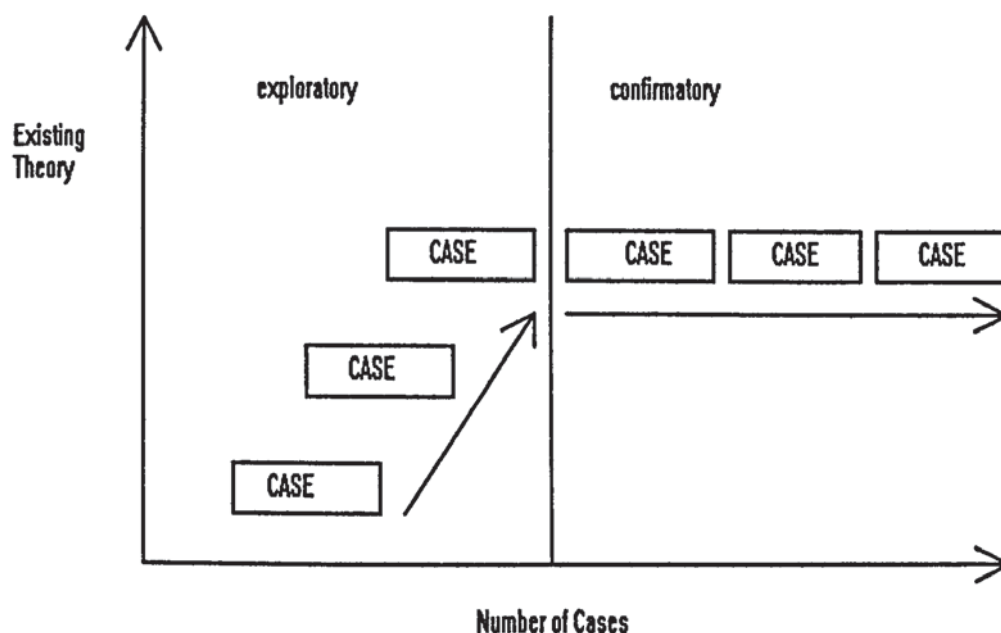 exploratory
confirmatory
Existing
Theory
CASE
CASE
CASE
CASE
CASE
CASE
Number of Cases